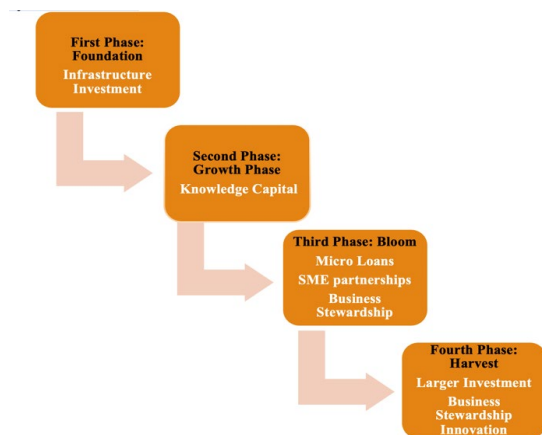 First Phase:
Foundation
Infrastructure
Investment
Second Phase:
Growth Phase
Knowledge Capital
Third Phase: Bloom
Micro Loans
SME partnerships
Business
Stewardship
Fourth Phase:
Harvest
Larger Investment
Business
Stewardship
Innovation